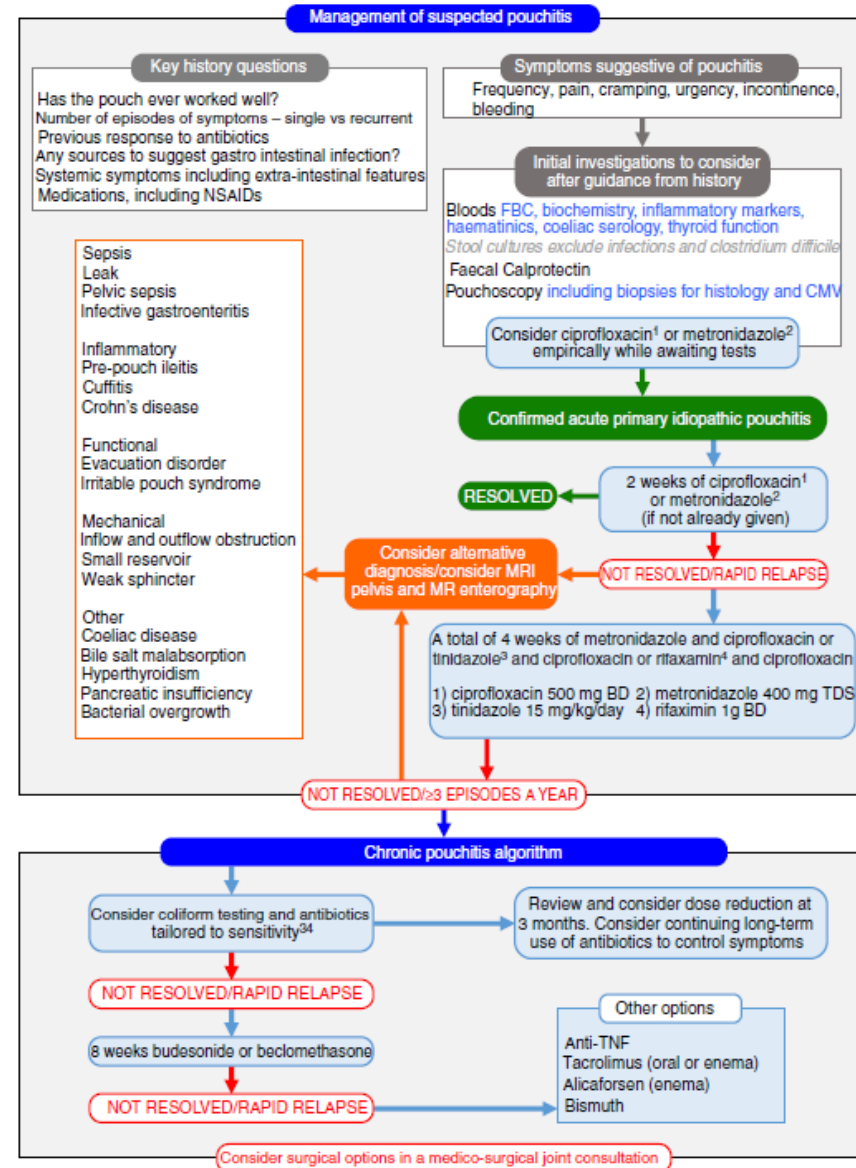 Management of suspected pouchitis
Key history questions
Has the pouch ever worked well?
Number of episodes of symptoms – single vs recurrent
Previous response to antibiotics
Any sources to suggest gastro intestinal infection?
Systemic symptoms including extra-intestinal features
Medications, including NSAIDs
Symptoms suggestive of pouchitis
Frequency, pain, cramping, urgency, incontinence,
bleeding
Initial investigations to consider
after guidance from history
Bloods FBC, biochemistry, inflammatory markers,
haematinics, coeliac serology, thyroid function
Stool cultures exclude infections and clostridium difficile
Faecal Calprotectin
Pouchoscopy including biopsies for histology and CMV
Consider ciprofloxacin1 or metronidazole2
empirically while awaiting tests
Confirmed acute primary idiopathic pouchitis
2 weeks of ciprofloxacin1
or metronidazole2
(if not already given)
RESOLVED
NOT RESOLVED/RAPID RELAPSE
Consider alternative
diagnosis/consider MRI
pelvis and MR enterography
Sepsis
Leak
Pelvic sepsis
Infective gastroenteritis
Inflammatory
Pre-pouch ileitis
Cuffitis
Crohn's disease
Functional
Evacuation disorder
Irritable pouch syndrome
Mechanical
Inflow and outflow obstruction
Small reservoir
Weak sphincter
Other
Coeliac disease
Bile salt malabsorption
Hyperthyroidism
Pancreatic insufficiency
Bacterial overgrowth
A total of 4 weeks of metronidazole and ciprofloxacin or
tinidazole3 and ciprofloxacin or rifaxamin4 and ciprofloxacin
1) ciprofloxacin 500 mg BD 2) metronidazole 400 mg TDS
3) tinidazole 15 mg/kg/day 4) rifaximin 1g BD
NOT RESOLVED/≥3 EPISODES A YEAR
Chronic pouchitis algorithm
Consider coliform testing and antibiotics
tailored to sensitivity34
Review and consider dose reduction at
3 months. Consider continuing long-term
use of antibiotics to control symptoms
NOT RESOLVED/RAPID RELAPSE
8 weeks budesonide or beclomethasone
NOT RESOLVED/RAPID RELAPSE
Other options
Anti-TNF
Tacrolimus (oral or enema)
Alicaforsen (enema)
Bismuth
Consider surgical options in a medico-surgical joint consultation